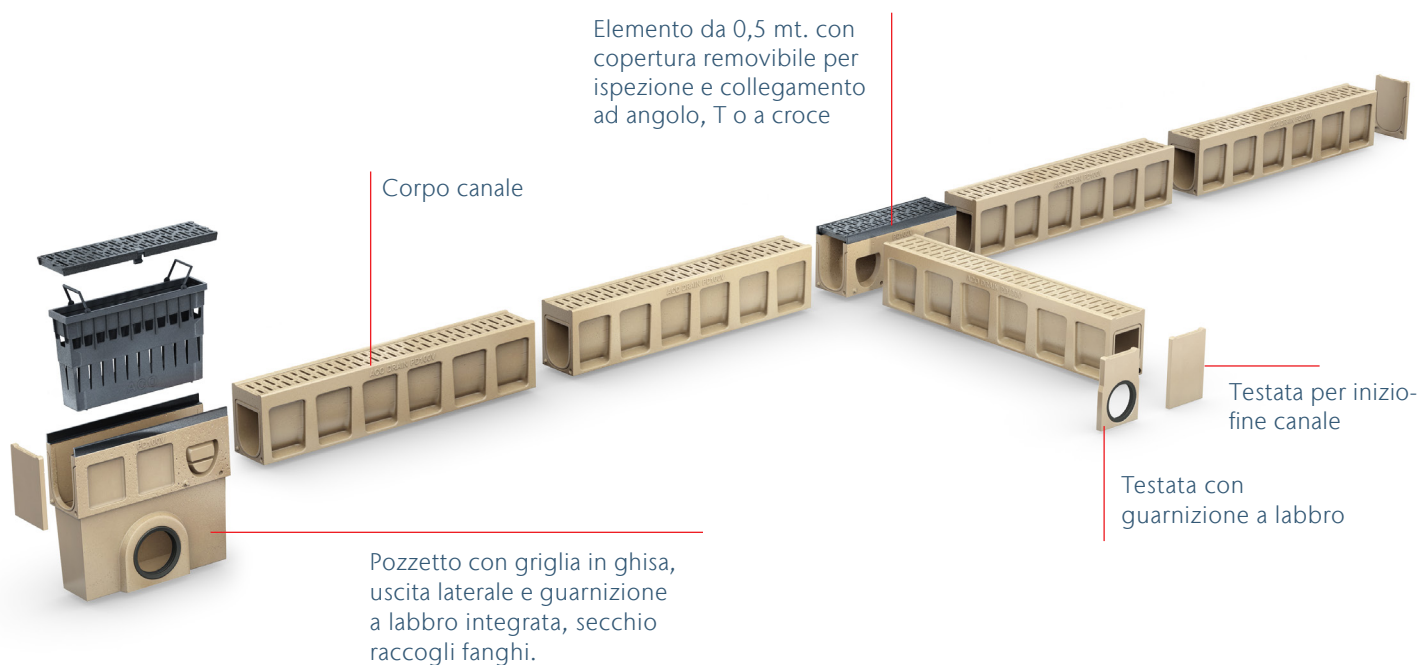 Elemento da 0,5 mt. con
copertura removibile per
ispezione e collegamento
ad angolo, T o a croce
Corpo canale
Testata per inizio-
fine canale
Testata con
guarnizione a labbro
Pozzetto con griglia in ghisa,
uscita laterale e guarnizione
a labbro integrata, secchio
raccogli fanghi.